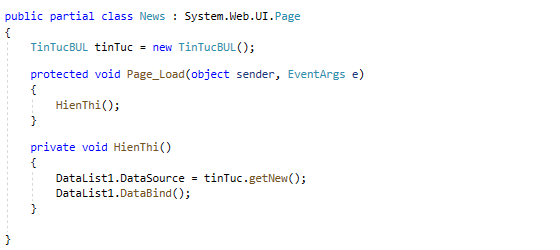 public partial class News : System.Web.UI.Page
{
    TinTucBUL tinTuc = new TinTucBUL();
    protected void Page_Load(object sender, EventArgs e)
    {
        HienThi();
    }
    private void HienThi()
    {
        DataList1.DataSource = tinTuc.getNew();
        DataList1.DataBind();
    }
}